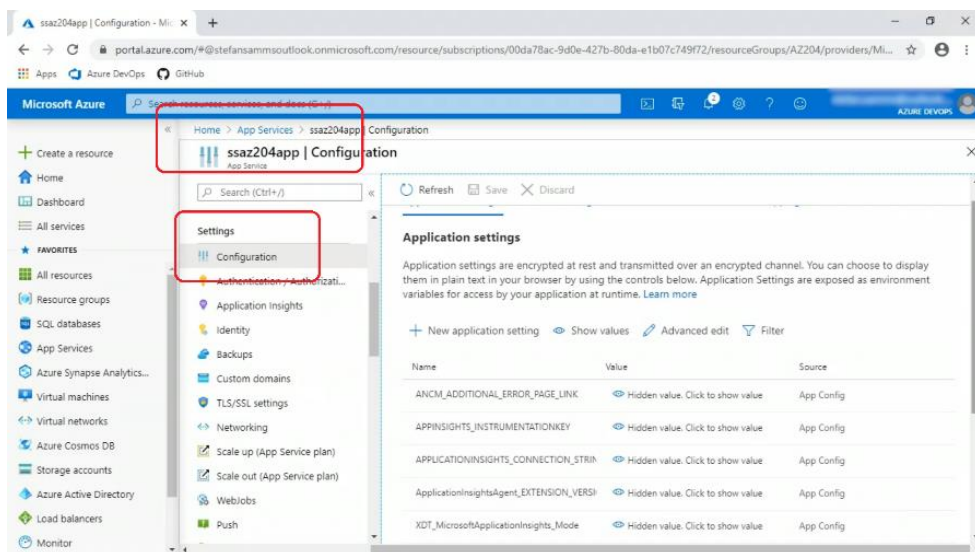 ssaz204app | Configuration - Mic
portal.azure.com/#@stefansammsoutlook.onmicrosoft.com/resource/subscriptions/00da78ac-9d0e-427b-80da-e1b07c749f72/resourceGroups/AZ204/providers/Mi...
Apps Azure DevOps GitHub
Microsoft Azure
Search resources, services, and docs (G+/)
AZURE DEVOPS
Home > App Services > ssaz204app | Configuration
ssaz204app | Configuration
App Service
Create a resource
Home
Dashboard
All services
FAVORITES
All resources
Resource groups
SQL databases
App Services
Azure Synapse Analytics...
Virtual machines
Virtual networks
Azure Cosmos DB
Storage accounts
Azure Active Directory
Load balancers
Monitor
Search (Ctrl+/)
Settings
Configuration
Authentication / Authorizati...
Application Insights
Identity
Backups
Custom domains
TLS/SSL settings
Networking
Scale up (App Service plan)
Scale out (App Service plan)
WebJobs
Push
Refresh Save Discard
Application settings
Application settings are encrypted at rest and transmitted over an encrypted channel. You can choose to display
them in plain text in your browser by using the controls below. Application Settings are exposed as environment
variables for access by your application at runtime. Learn more
New application setting Show values Advanced edit Filter
Name Value Source
ANCM_ADDITIONAL_ERROR_PAGE_LINK Hidden value. Click to show value App Config
APPINSIGHTS_INSTRUMENTATIONKEY Hidden value. Click to show value App Config
APPLICATIONINSIGHTS_CONNECTION_STRIN Hidden value. Click to show value App Config
ApplicationInsightsAgent_EXTENSION_VERSI Hidden value. Click to show value App Config
XDT_MicrosoftApplicationInsights_Mode Hidden value. Click to show value App Config